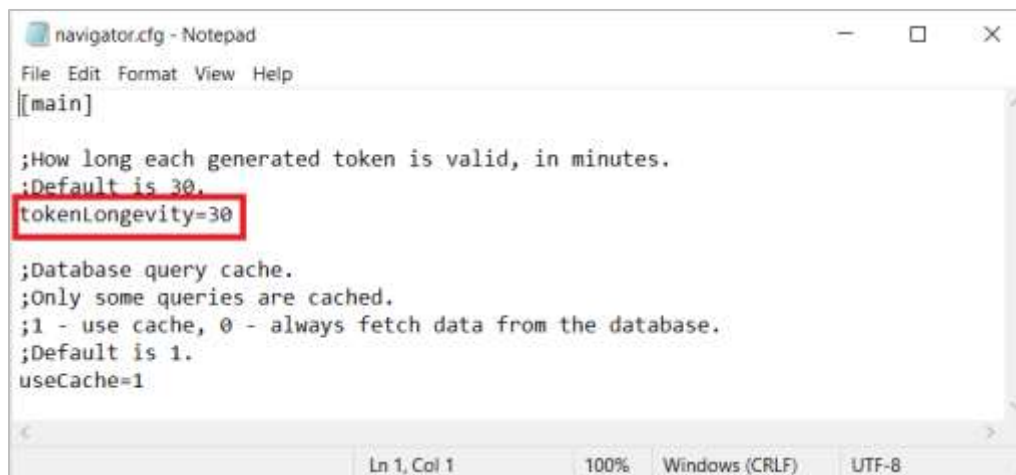 navigator.cfg - Notepad
File Edit Format View Help
[main]
;How long each generated token is valid, in minutes.
;Default is 30.
tokenLongevity=30
;Database query cache.
;Only some queries are cached.
;1 - use cache, 0 - always fetch data from the database.
;Default is 1.
useCache=1
Ln 1, Col 1 100% Windows (CRLF) UTF-8